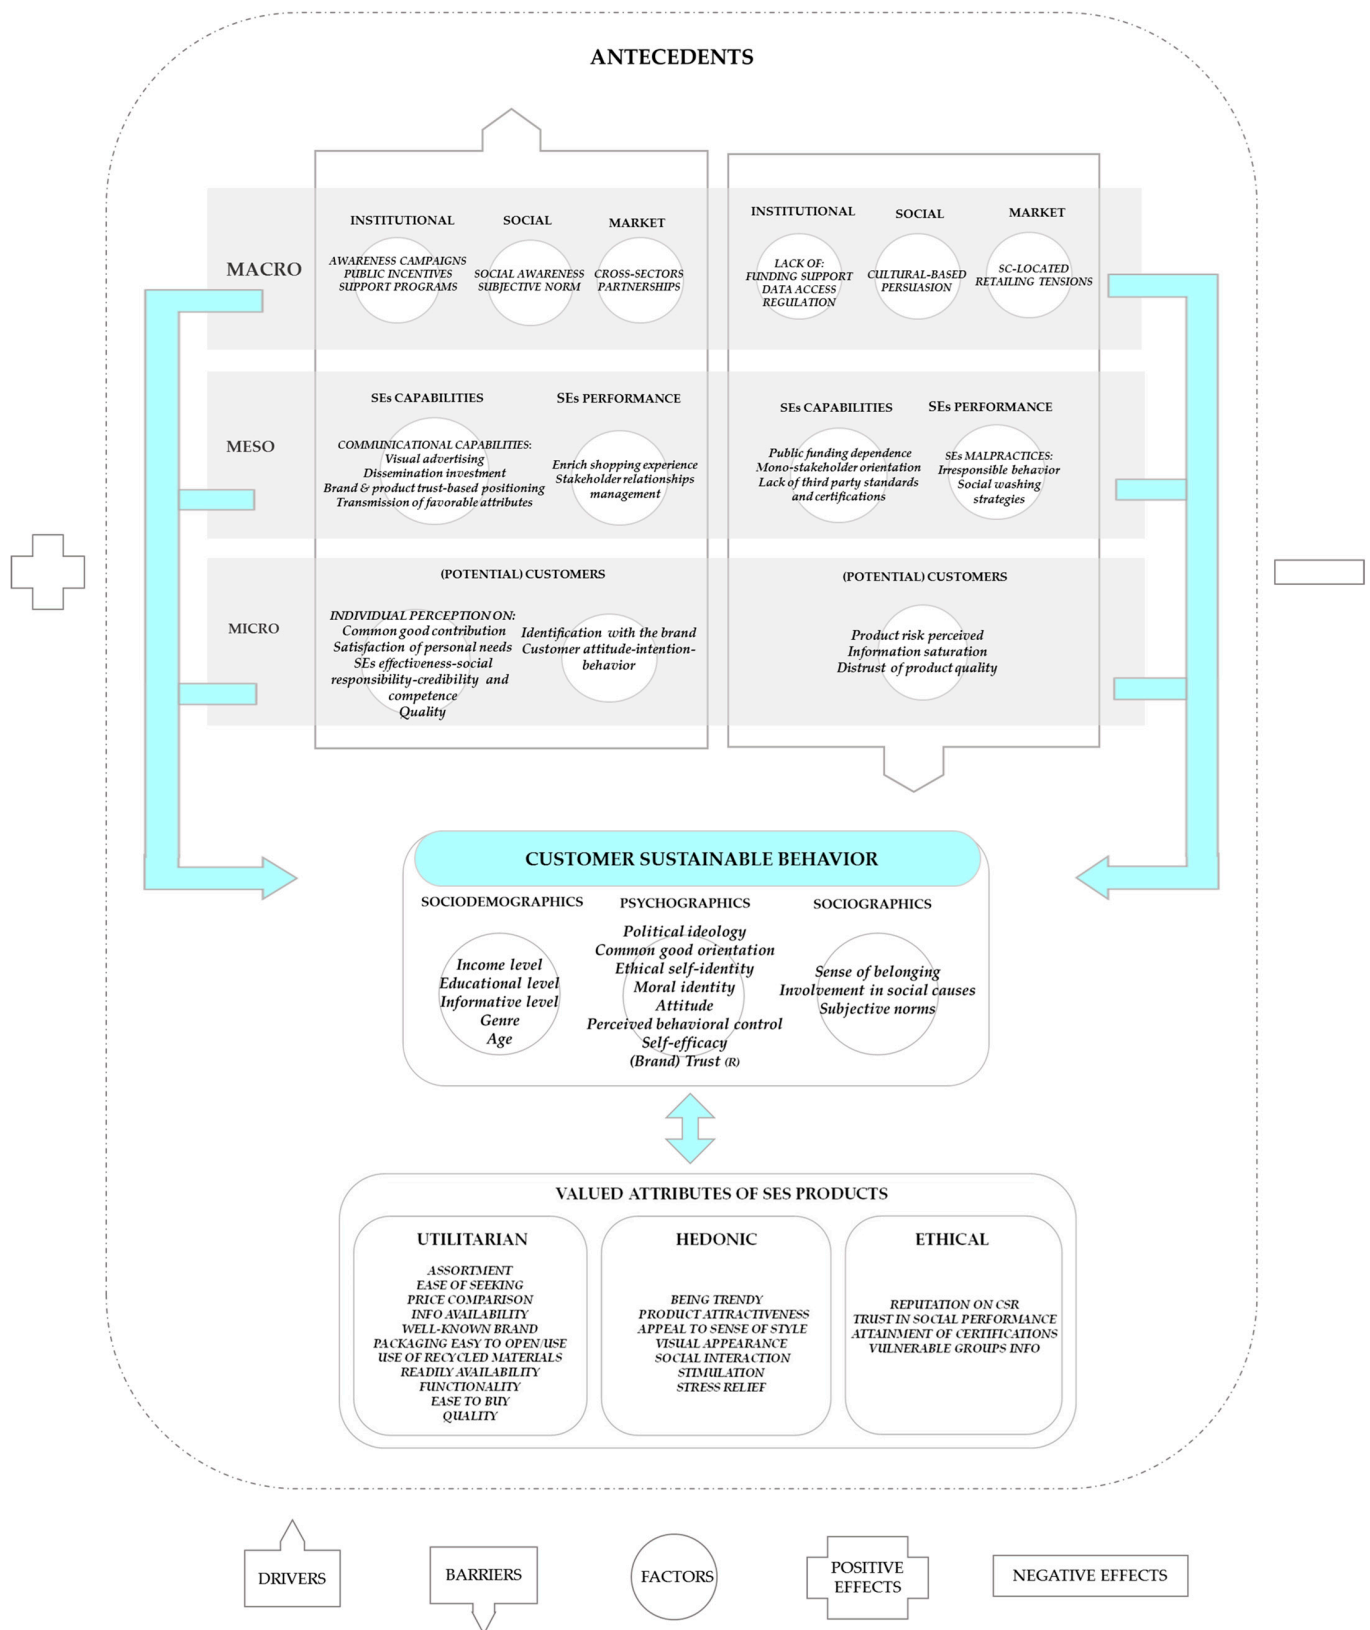 ANTECEDENTS
MACRO
INSTITUTIONAL
AWARENESS CAMPAIGNS
PUBLIC INCENTIVES
SUPPORT PROGRAMS
SOCIAL
SOCIAL AWARENESS
SUBJECTIVE NORM
MARKET
CROSS-SECTORS
PARTNERSHIPS
INSTITUTIONAL
LACK OF:
FUNDING SUPPORT
DATA ACCESS
REGULATION
SOCIAL
CULTURAL-BASED
PERSUASION
MARKET
SC-LOCATED
RETAILING TENSIONS
MESO
SEs CAPABILITIES
COMMUNICATIONAL CAPABILITIES:
Visual advertising
Dissemination investment
Brand & product trust-based positioning
Transmission of favorable attributes
SEs PERFORMANCE
Enrich shopping experience
Stakeholder relationships
management
SEs CAPABILITIES
Public funding dependence
Mono-stakeholder orientation
Lack of third party standards
and certifications
SEs PERFORMANCE
SEs MALPRACTICES:
Irresponsible behavior
Social washing
strategies
MICRO
(POTENTIAL) CUSTOMERS
INDIVIDUAL PERCEPTION ON:
Common good contribution
Satisfaction of personal needs
SEs effectiveness-social
responsibility-credibility and
competence
Quality
Identification with the brand
Customer attitude-intention-
behavior
(POTENTIAL) CUSTOMERS
Product risk perceived
Information saturation
Distrust of product quality
CUSTOMER SUSTAINABLE BEHAVIOR
SOCIODEMOGRAPHICS
Income level
Educational level
Informative level
Genre
Age
PSYCHOGRAPHICS
Political ideology
Common good orientation
Ethical self-identity
Moral identity
Attitude
Perceived behavioral control
Self-efficacy
(Brand) Trust (R)
SOCIOGRAPHICS
Sense of belonging
Involvement in social causes
Subjective norms
VALUED ATTRIBUTES OF SES PRODUCTS
UTILITARIAN
ASSORTMENT
EASE OF SEEKING
PRICE COMPARISON
INFO AVAILABILITY
WELL-KNOWN BRAND
PACKAGING EASY TO OPEN/USE
USE OF RECYCLED MATERIALS
READILY AVAILABILITY
FUNCTIONALITY
EASE TO BUY
QUALITY
HEDONIC
BEING TRENDY
PRODUCT ATTRACTIVENESS
APPEAL TO SENSE OF STYLE
VISUAL APPEARANCE
SOCIAL INTERACTION
STIMULATION
STRESS RELIEF
ETHICAL
REPUTATION ON CSR
TRUST IN SOCIAL PERFORMANCE
ATTAINMENT OF CERTIFICATIONS
VULNERABLE GROUPS INFO
DRIVERS
BARRIERS
FACTORS
POSITIVE
EFFECTS
NEGATIVE EFFECTS